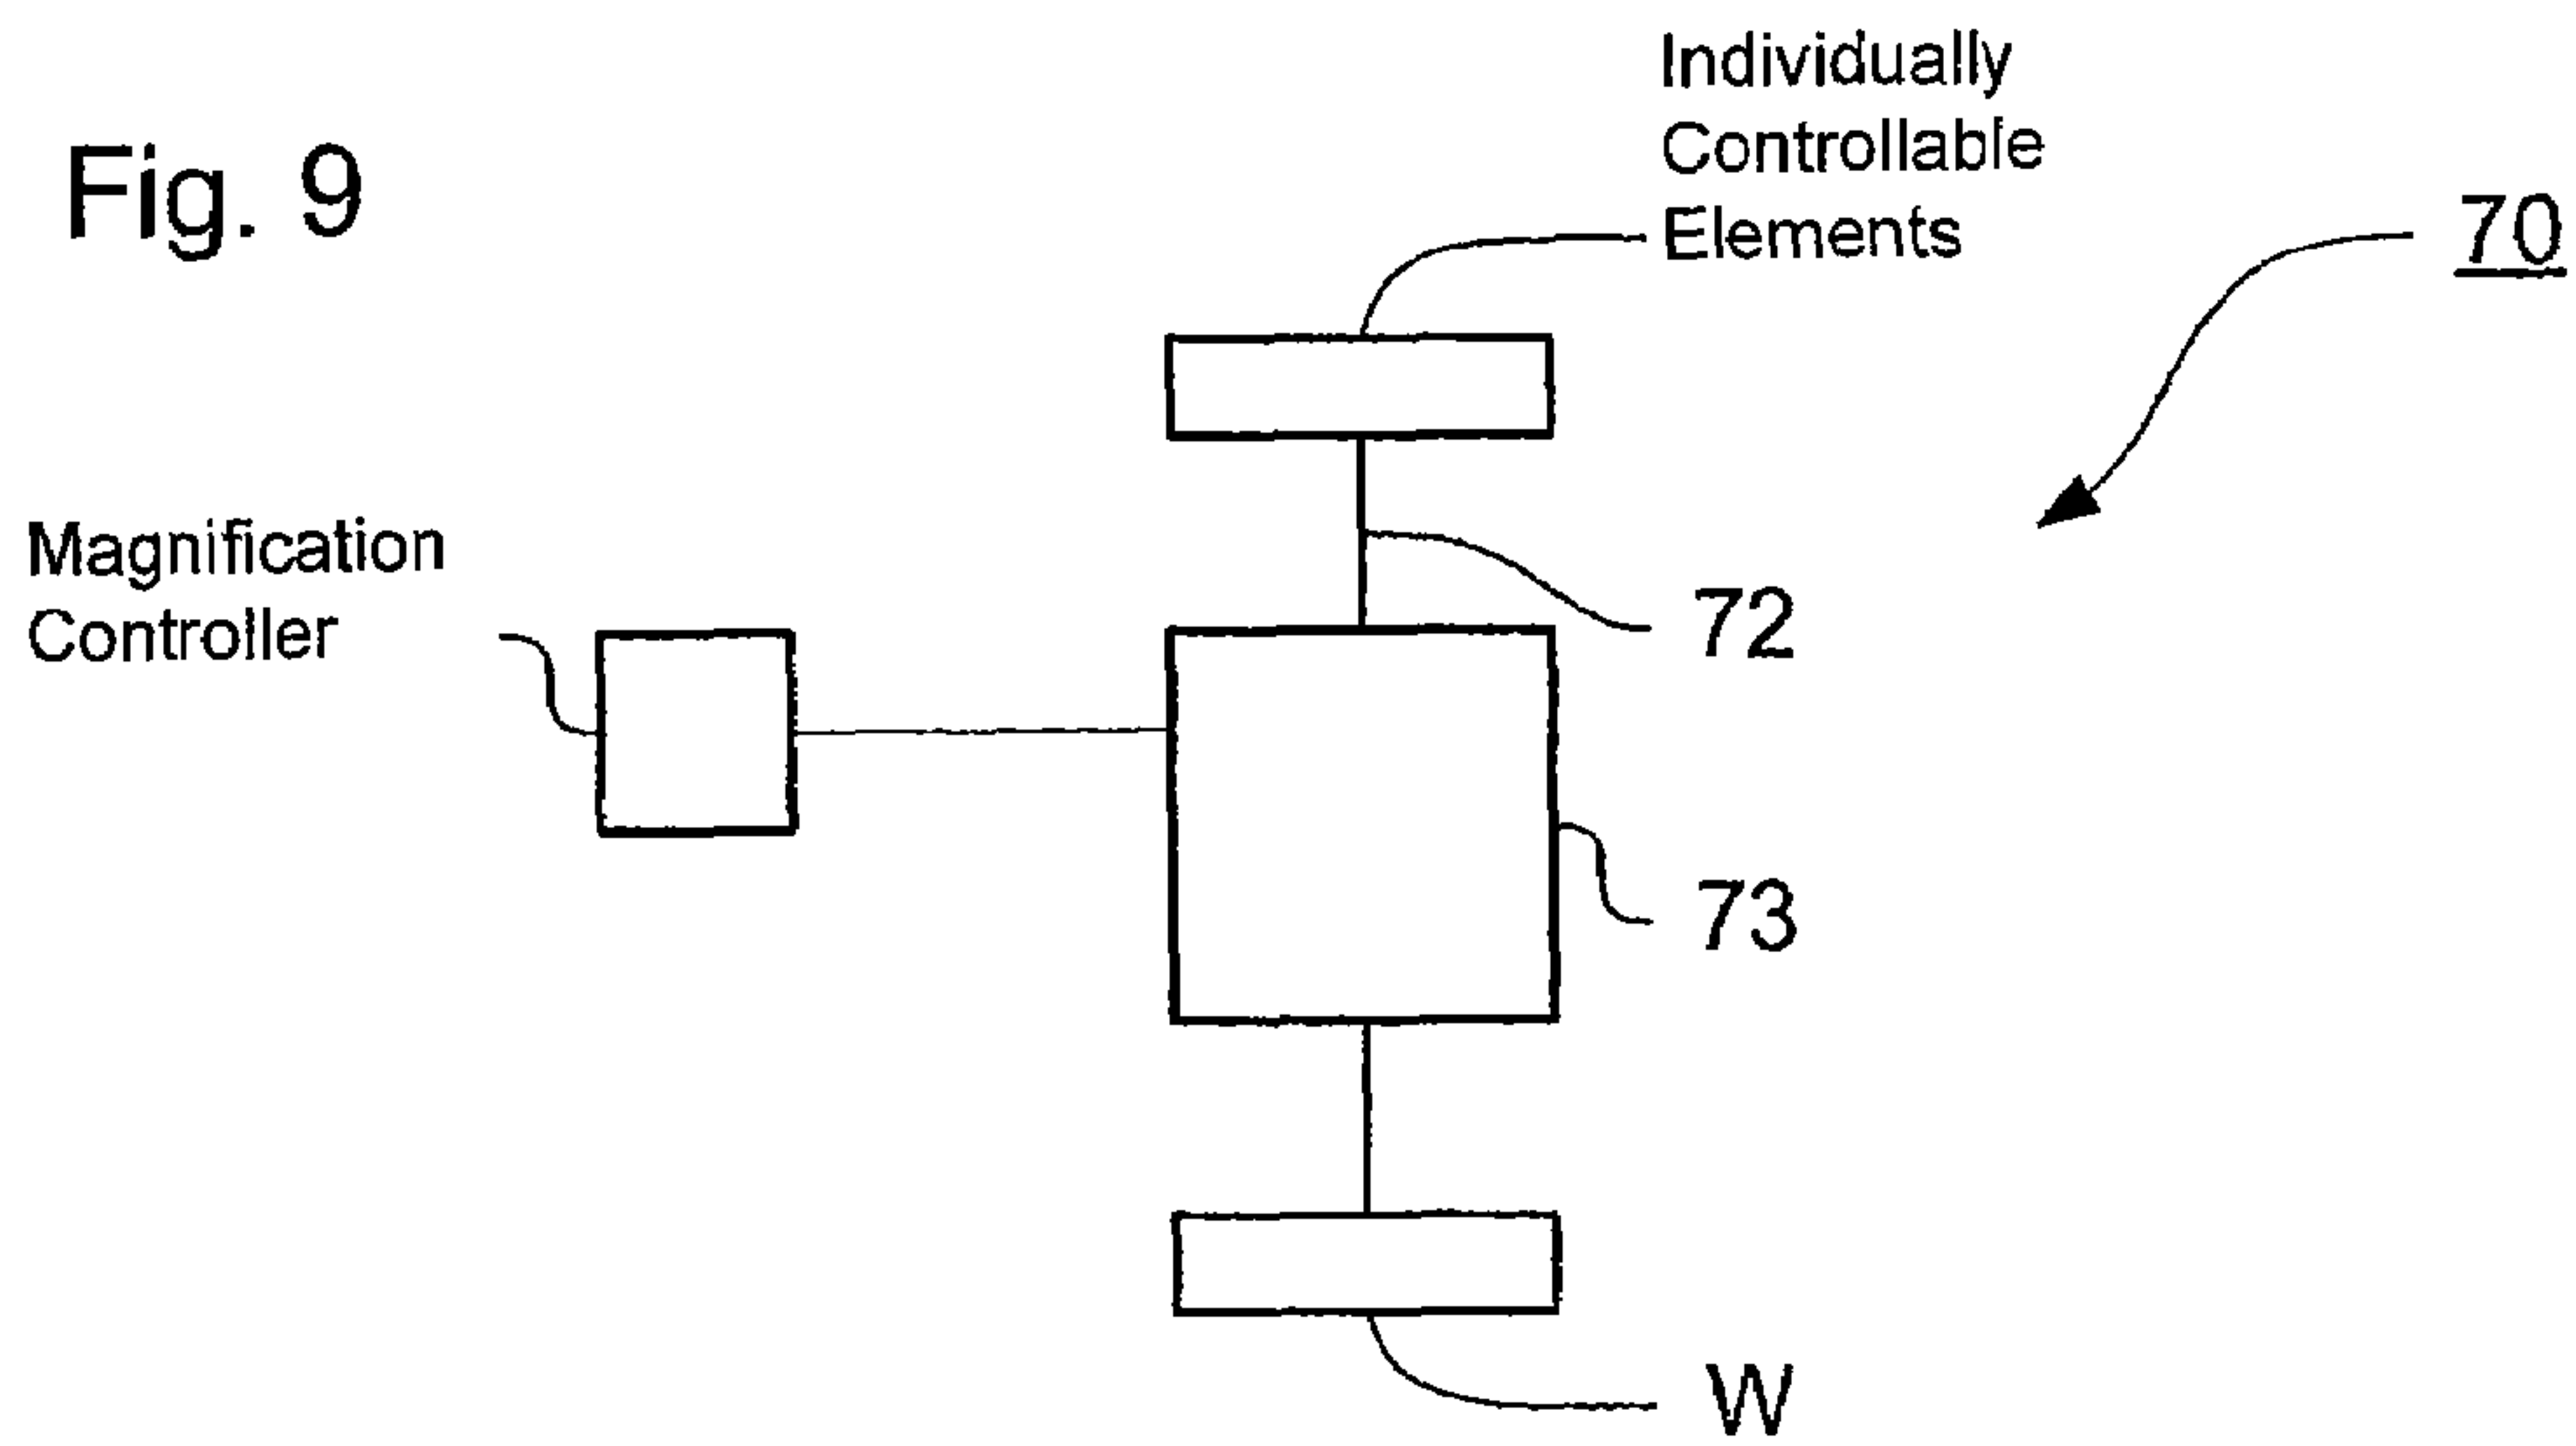 Fig. 9
Individually
Controllable
Elements
70
Magnification
Controller
72
73
W